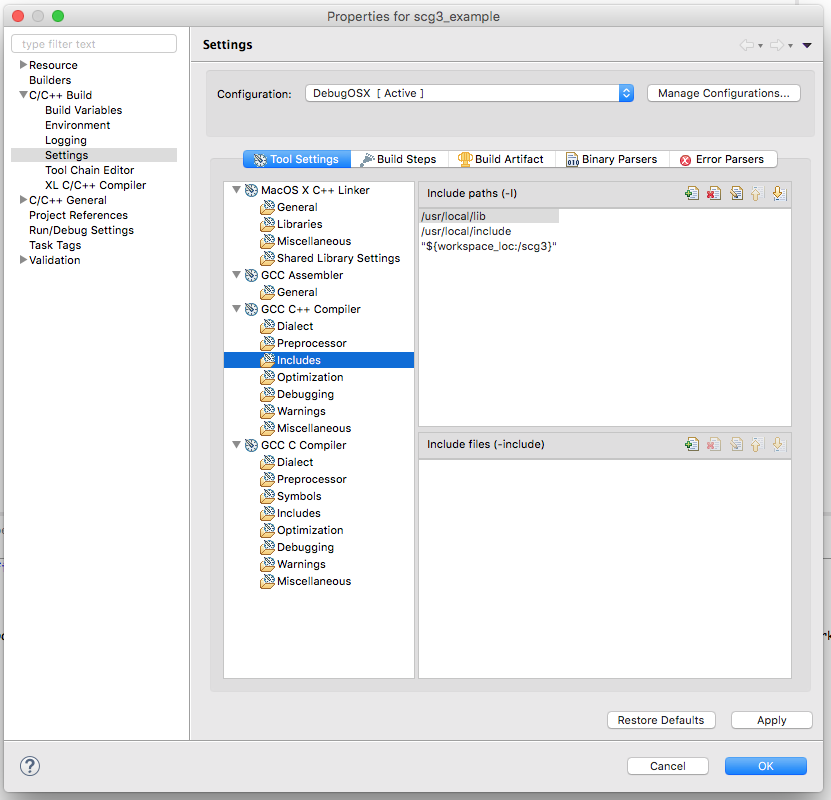 Properties for scg3_example
type filter text
Settings
Resource
Builders
C/C++ Build
Build Variables
Environment
Logging
Settings
Tool Chain Editor
XL C/C++ Compiler
C/C++ General
Project References
Run/Debug Settings
Task Tags
Validation
Configuration:
DebugOSX [ Active ]
Manage Configurations...
Tool Settings
Build Steps
Build Artifact
Binary Parsers
Error Parsers
MacOS X C++ Linker
General
Libraries
Miscellaneous
Shared Library Settings
GCC Assembler
General
GCC C++ Compiler
Dialect
Preprocessor
Includes
Optimization
Debugging
Warnings
Miscellaneous
GCC C Compiler
Dialect
Preprocessor
Symbols
Includes
Optimization
Debugging
Warnings
Miscellaneous
Include paths (-I)
/usr/local/lib
/usr/local/include
"${workspace_loc:/scg3}"
Include files (-include)
Restore Defaults
Apply
?
Cancel
OK